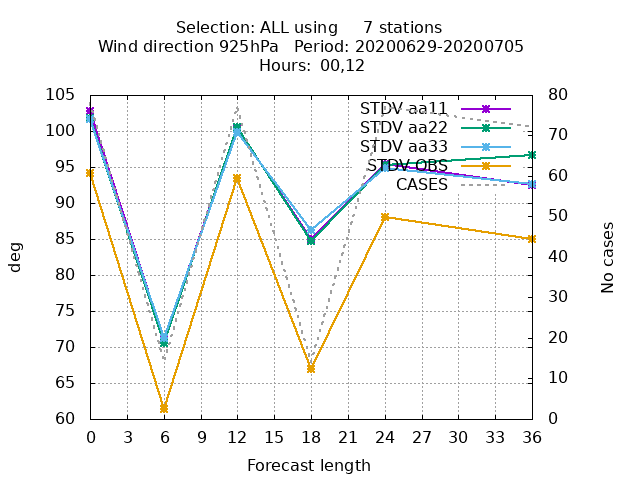 Selection: ALL using 7 stations
Wind direction 925hPa Period: 20200629-20200705
Hours: 00,12
105
100
95
90
85
80
75
70
65
60
80
70
60
50
40
30
20
10
0
STDV aa11
STDV aa22
STDV aa33
STDV OBS
CASES
deg
No cases
0 3 6 9 12 15 18 21 24 27 30 33 36
Forecast length